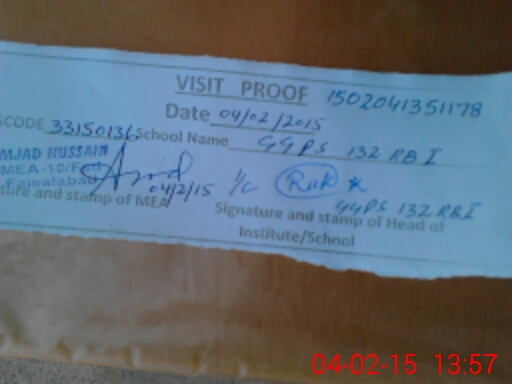 VISIT PROOF 1502041351178
Date 04/02/2015
SCODE 33150136 School Name GGPS 132 RB I
MJAD HUSSAIN
MEA-10/Fsd
Faisalabad
04/2/15 I/C
GGPS 132 RB I
ture and stamp of MEA
Signature and stamp of Head of
Institute/School
04-02-15 13:57